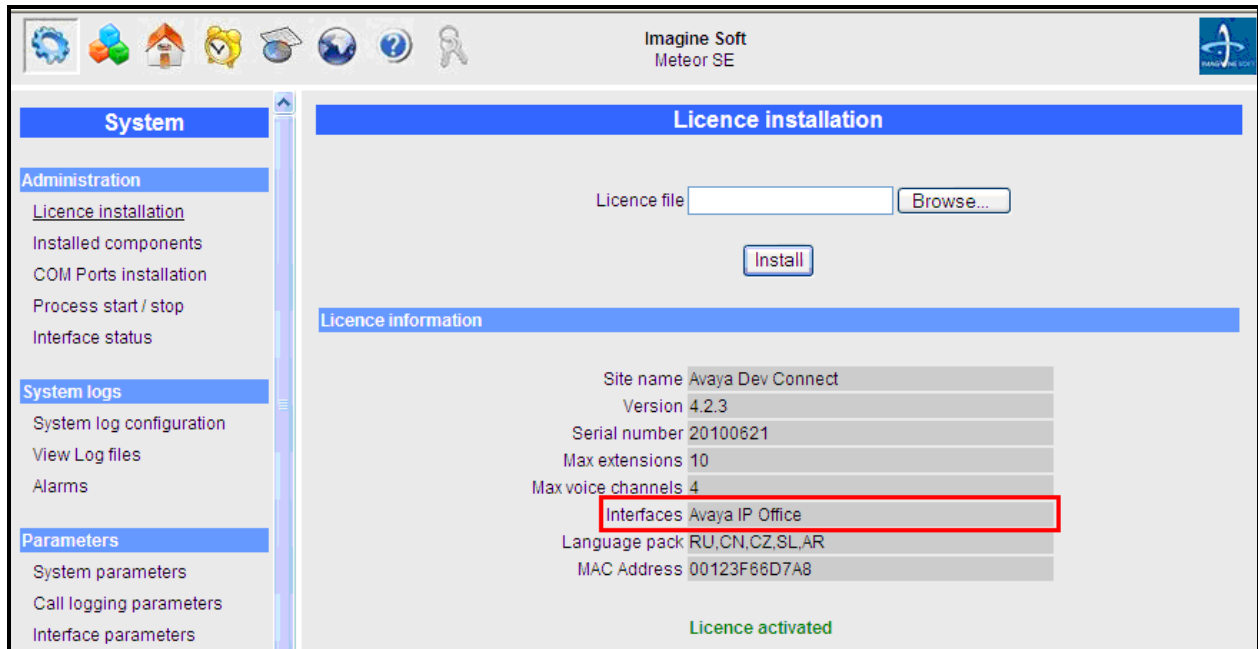 Imagine Soft
Meteor SE
System
Administration
Licence installation
Installed components
COM Ports installation
Process start / stop
Interface status
System logs
System log configuration
View Log files
Alarms
Parameters
System parameters
Call logging parameters
Interface parameters
Licence installation
Licence file Browse...
Install
Licence information
Site name Avaya Dev Connect
Version 4.2.3
Serial number 20100621
Max extensions 10
Max voice channels 4
Interfaces Avaya IP Office
Language pack RU,CN,CZ,SL,AR
MAC Address 00123F66D7A8
Licence activated